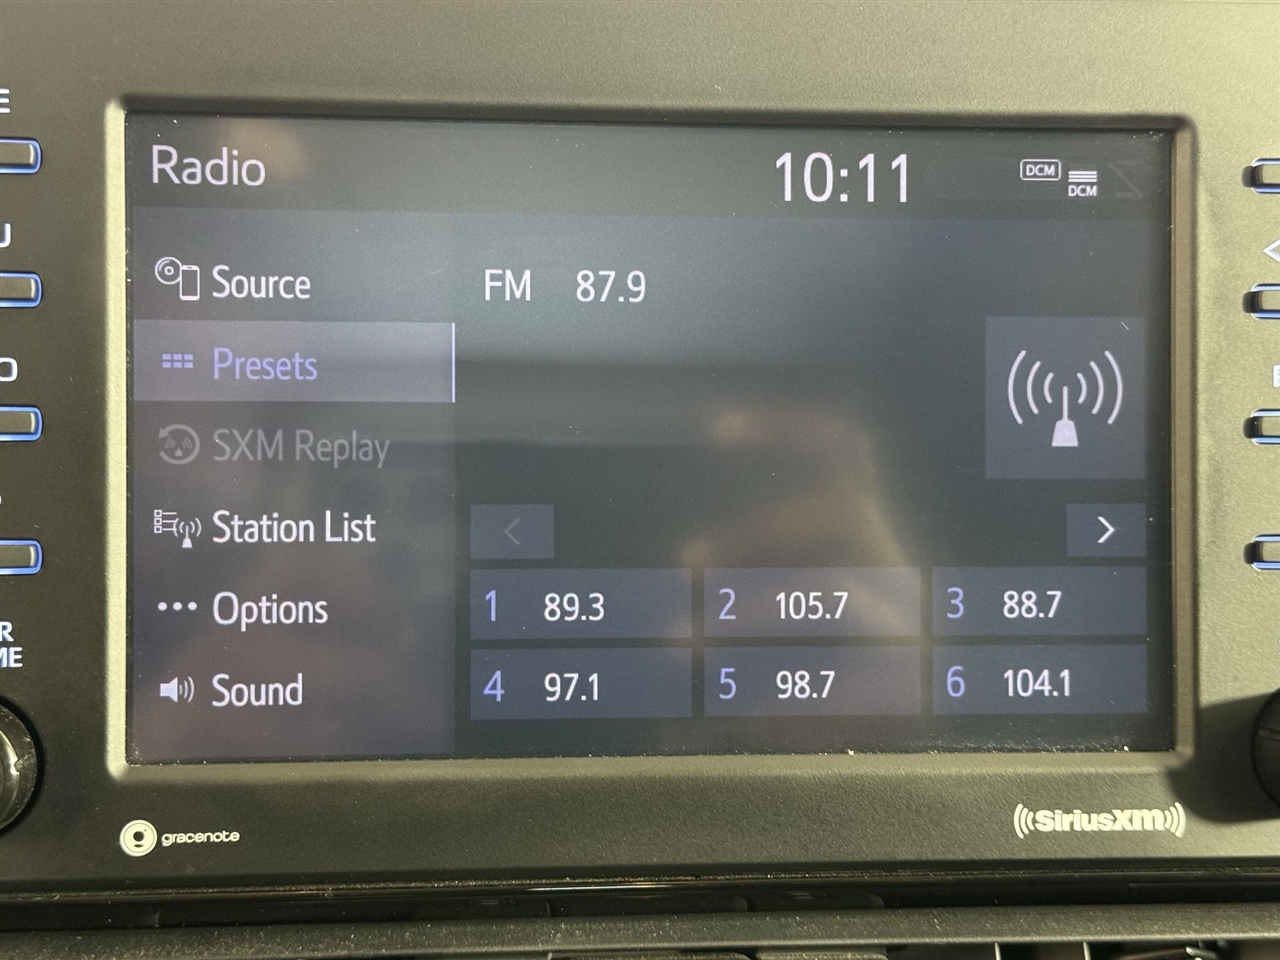 Radio
10:11
DCM
DCM
Source
FM 87.9
Presets
SXM Replay
Station List
Options
1 89.3
2 105.7
3 88.7
Sound
4 97.1
5 98.7
6 104.1
gracenote
SiriusXM